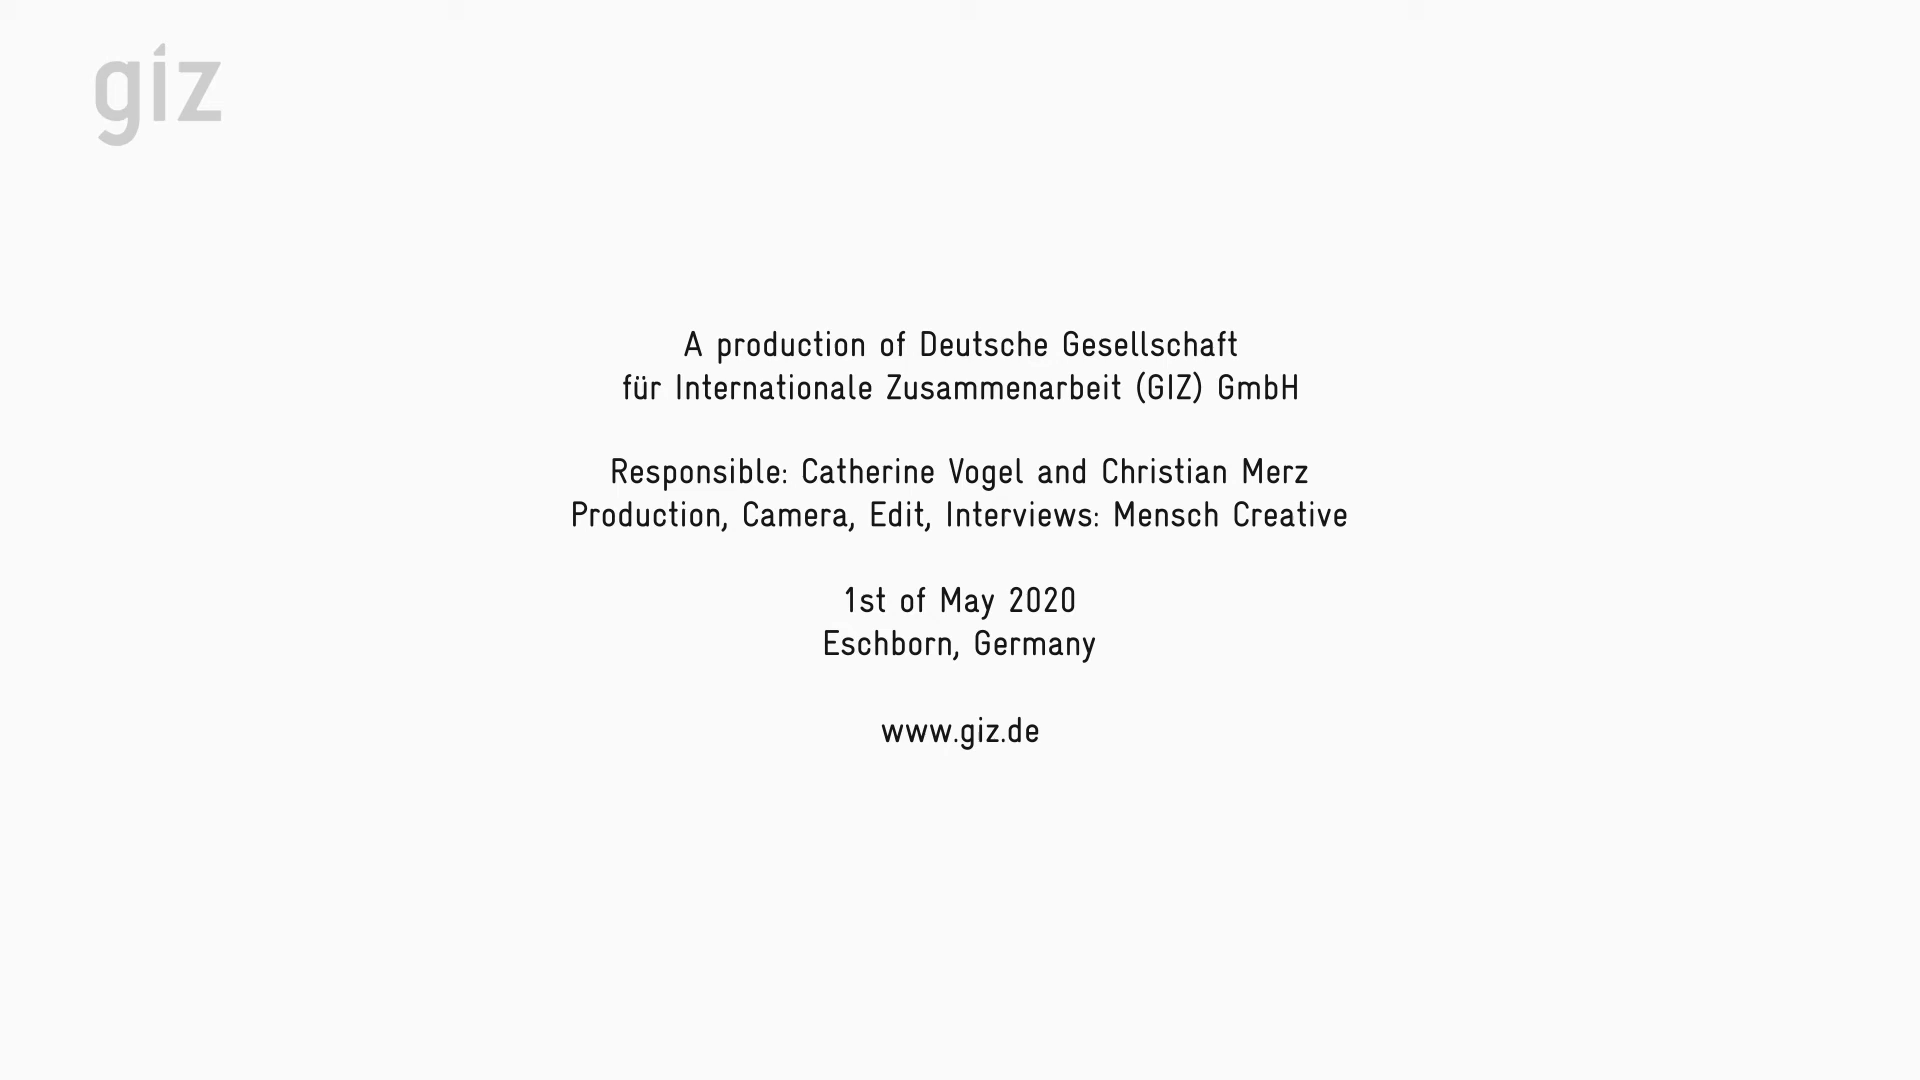 giz
A production of Deutsche Gesellschaft
für Internationale Zusammenarbeit (GIZ) GmbH
Responsible: Catherine Vogel and Christian Merz
Production, Camera, Edit, Interviews: Mensch Creative
1st of May 2020
Eschborn, Germany
www.giz.de